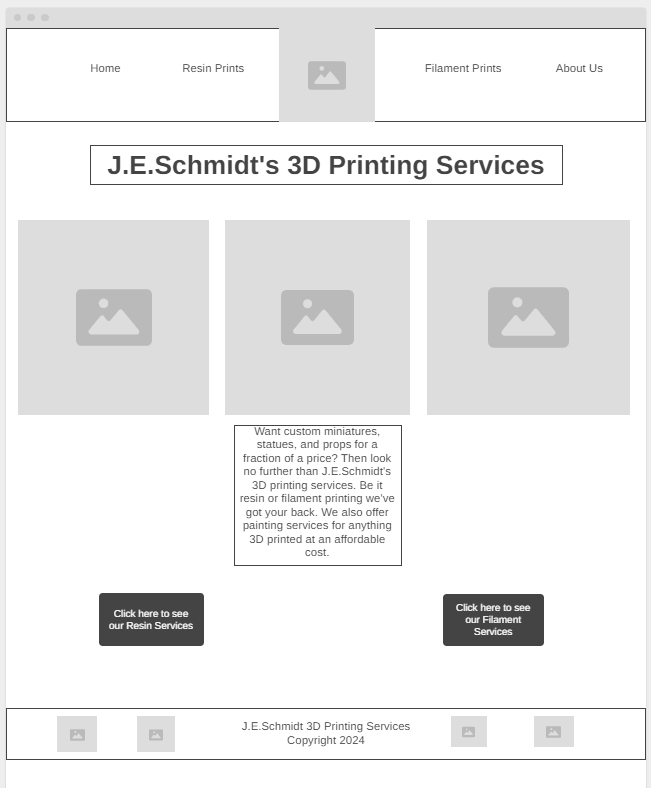 Home
Resin Prints
Filament Prints
About Us
J.E.Schmidt's 3D Printing Services
Want custom miniatures,
statues, and props for a
fraction of a price? Then look
no further than J.E.Schmidt's
3D printing services. Be it
resin or filament printing we've
got your back. We also offer
painting services for anything
3D printed at an affordable
cost.
Click here to see
our Resin Services
Click here to see
our Filament
Services
J.E.Schmidt 3D Printing Services
Copyright 2024